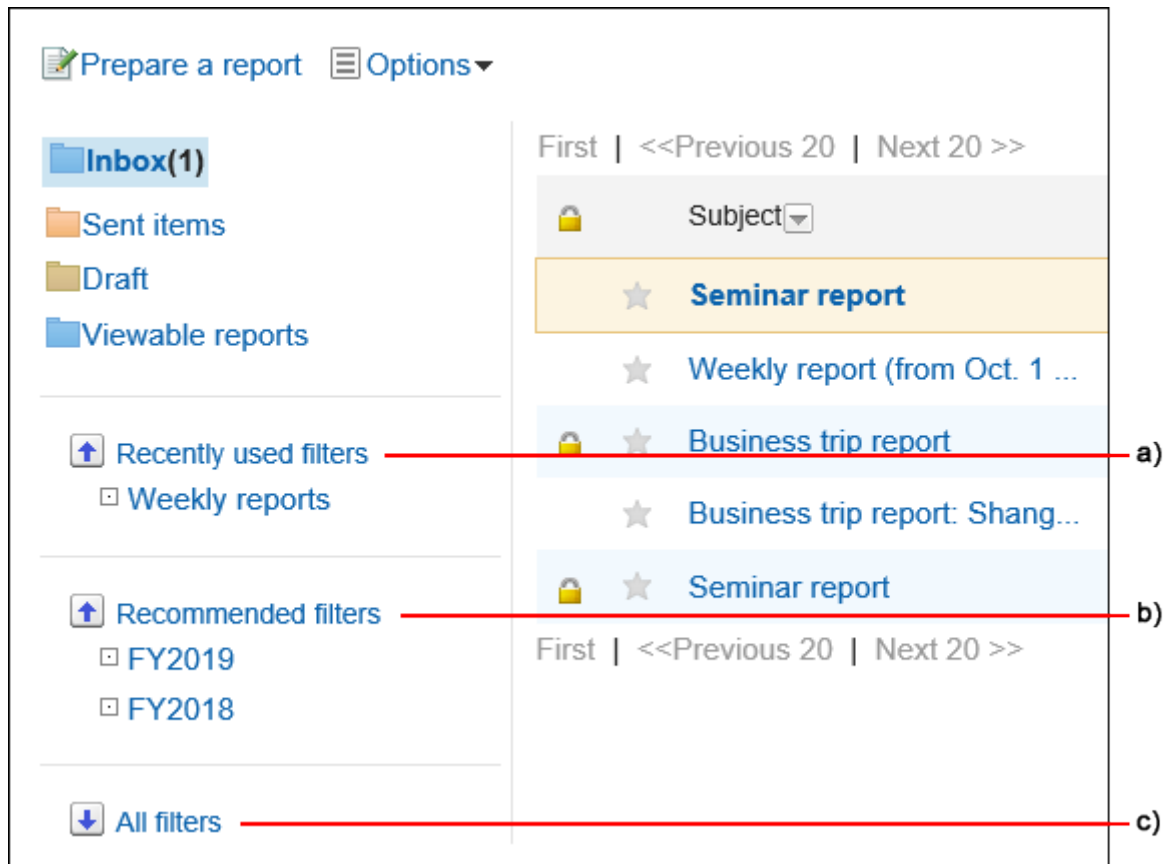 Prepare a report Options
Inbox(1)
Sent items
Draft
Viewable reports
Recently used filters
Weekly reports
Recommended filters
FY2019
FY2018
All filters
First | <<Previous 20 | Next 20 >>
Subject
Seminar report
Weekly report (from Oct. 1 ...
Business trip report
Business trip report: Shang...
Seminar report
First | <<Previous 20 | Next 20 >>
a)
b)
c)